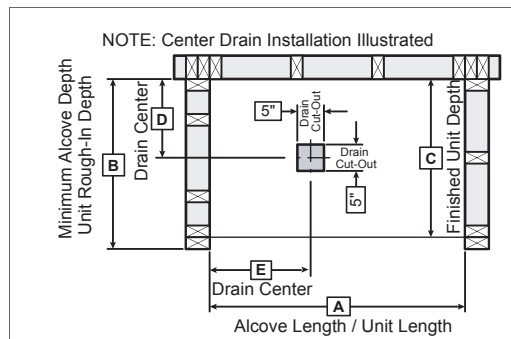 NOTE: Center Drain Installation Illustrated
Minimum Alcove Depth
Unit Rough-In Depth
B
Drain Center
D
5"
Drain
Cut-Out
Drain
Cut-Out
5"
C
Finished Unit Depth
E
Drain Center
A
Alcove Length / Unit Length